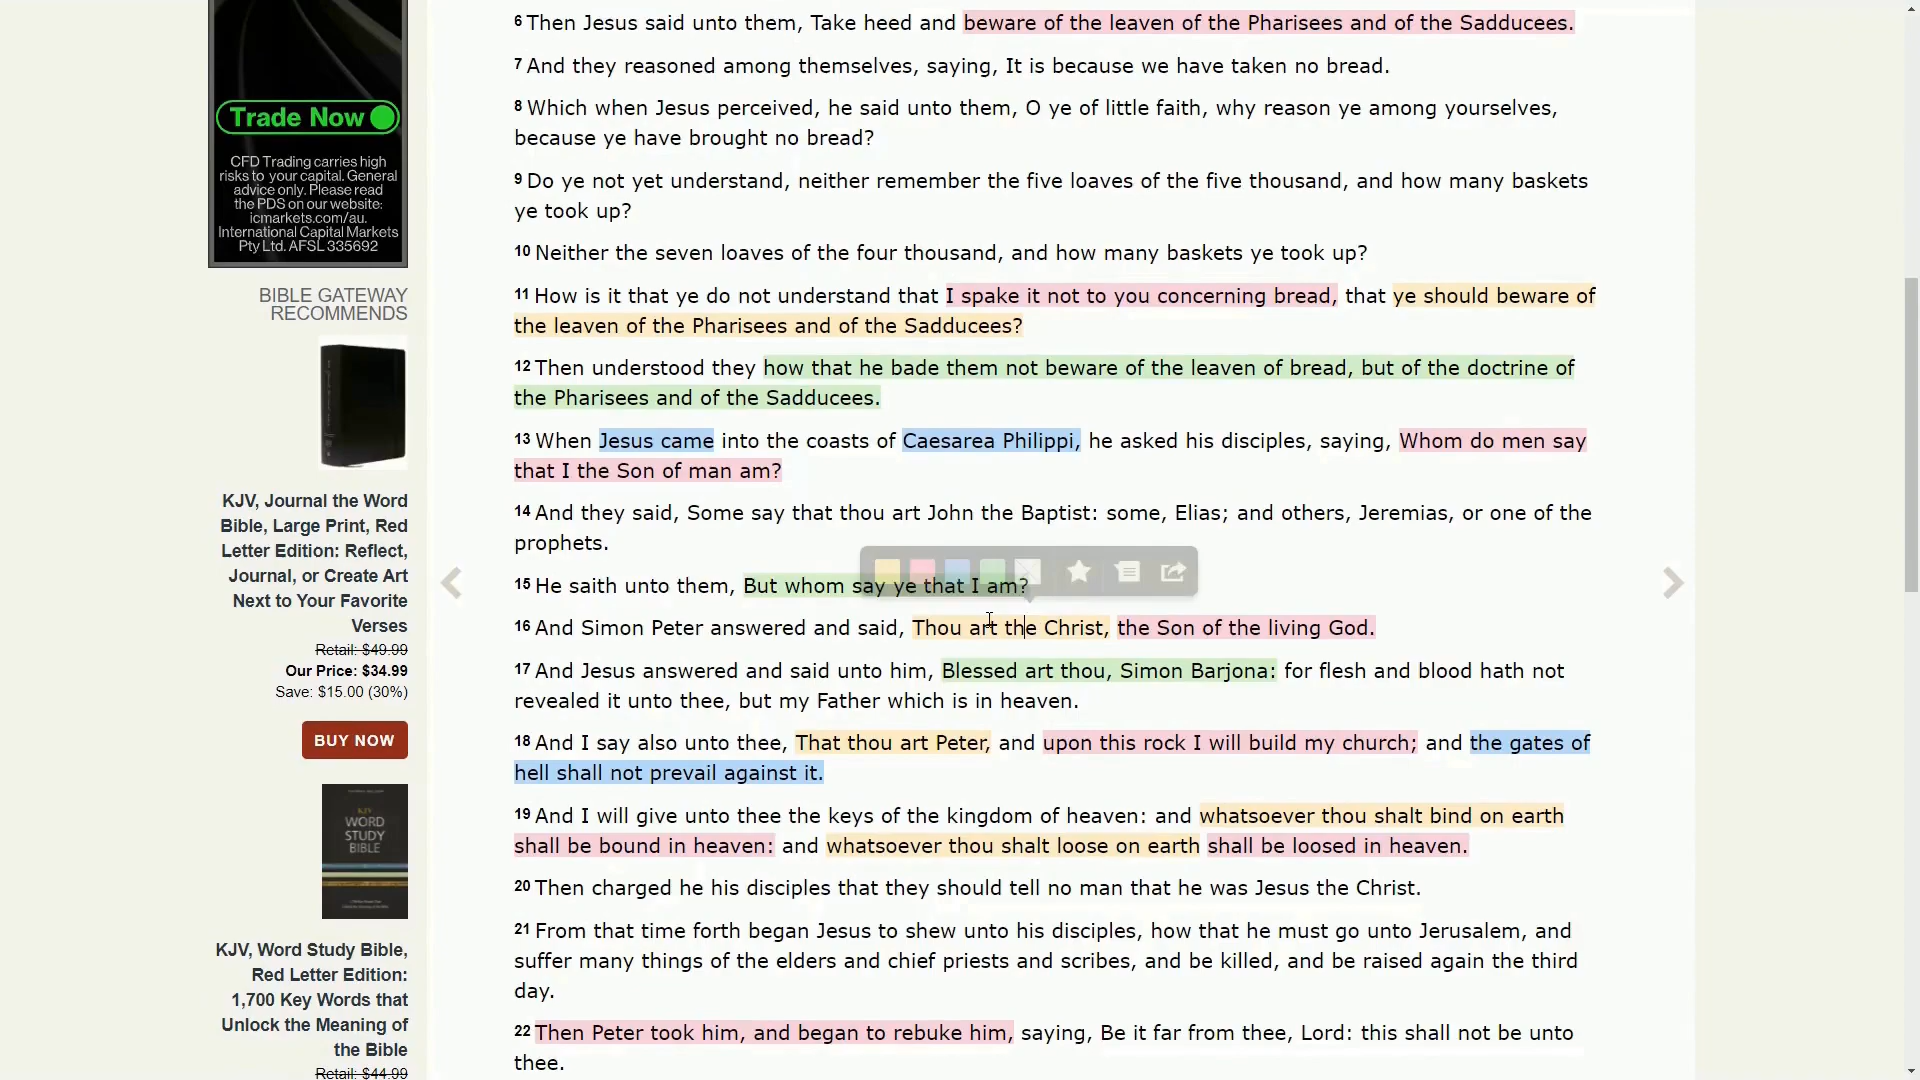 6 Then Jesus said unto them, Take heed and beware of the leaven of the Pharisees and of the Sadducees.
7 And they reasoned among themselves, saying, It is because we have taken no bread.
8 Which when Jesus perceived, he said unto them, O ye of little faith, why reason ye among yourselves,
because ye have brought no bread?
9 Do ye not yet understand, neither remember the five loaves of the five thousand, and how many baskets
ye took up?
10 Neither the seven loaves of the four thousand, and how many baskets ye took up?
11 How is it that ye do not understand that I spake it not to you concerning bread, that ye should beware of
the leaven of the Pharisees and of the Sadducees?
12 Then understood they how that he bade them not beware of the leaven of bread, but of the doctrine of
the Pharisees and of the Sadducees.
13 When Jesus came into the coasts of Caesarea Philippi, he asked his disciples, saying, Whom do men say
that I the Son of man am?
14 And they said, Some say that thou art John the Baptist: some, Elias; and others, Jeremias, or one of the
prophets.
15 He saith unto them, But whom say ye that I am?
16 And Simon Peter answered and said, Thou art the Christ, the Son of the living God.
17 And Jesus answered and said unto him, Blessed art thou, Simon Barjona: for flesh and blood hath not
revealed it unto thee, but my Father which is in heaven.
18 And I say also unto thee, That thou art Peter, and upon this rock I will build my church; and the gates of
hell shall not prevail against it.
19 And I will give unto thee the keys of the kingdom of heaven: and whatsoever thou shalt bind on earth
shall be bound in heaven: and whatsoever thou shalt loose on earth shall be loosed in heaven.
20 Then charged he his disciples that they should tell no man that he was Jesus the Christ.
21 From that time forth began Jesus to shew unto his disciples, how that he must go unto Jerusalem, and
suffer many things of the elders and chief priests and scribes, and be killed, and be raised again the third
day.
22 Then Peter took him, and began to rebuke him, saying, Be it far from thee, Lord: this shall not be unto
thee.
Trade Now
CFD Trading carries high
risks to your capital. General
advice only. Please read
the PDS on our website:
icmarkets.com/au.
International Capital Markets
Pty Ltd. AFSL 335692
BIBLE GATEWAY
RECOMMENDS
KJV, Journal the Word
Bible, Large Print, Red
Letter Edition: Reflect,
Journal, or Create Art
Next to Your Favorite
Verses
Retail: $49.99
Our Price: $34.99
Save: $15.00 (30%)
BUY NOW
KJV
WORD
STUDY
BIBLE
KJV, Word Study Bible,
Red Letter Edition:
1,700 Key Words that
Unlock the Meaning of
the Bible
Retail: $44.99